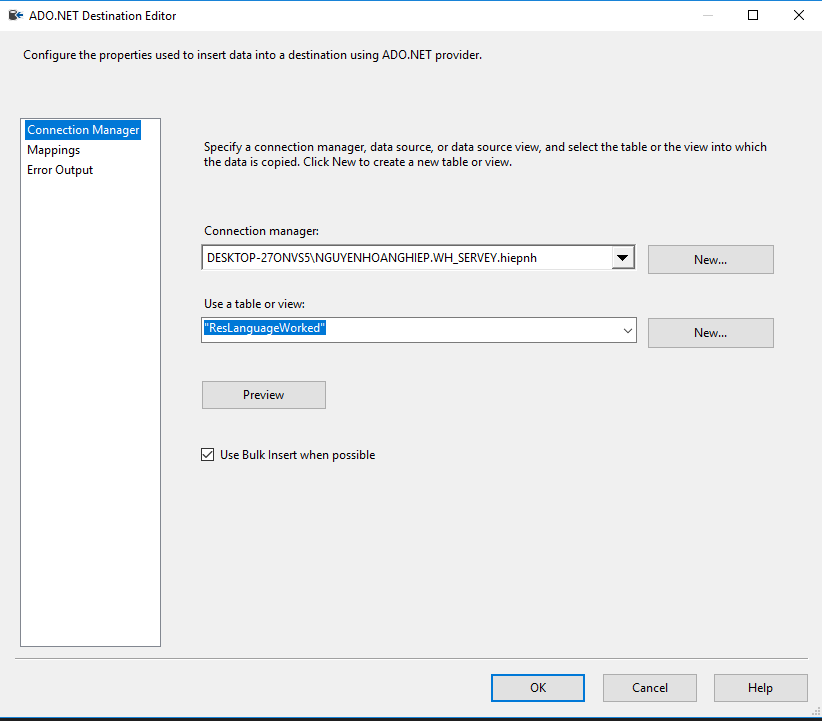 ADO.NET Destination Editor
Configure the properties used to insert data into a destination using ADO.NET provider.
Connection Manager
Mappings
Error Output
Specify a connection manager, data source, or data source view, and select the table or the view into which
the data is copied. Click New to create a new table or view.
Connection manager:
DESKTOP-27ONVS5\NGUYENHOANGHIEP.WH_SERVEY.hiepnh
New...
Use a table or view:
"ResLanguageWorked"
New...
Preview
Use Bulk Insert when possible
OK
Cancel
Help